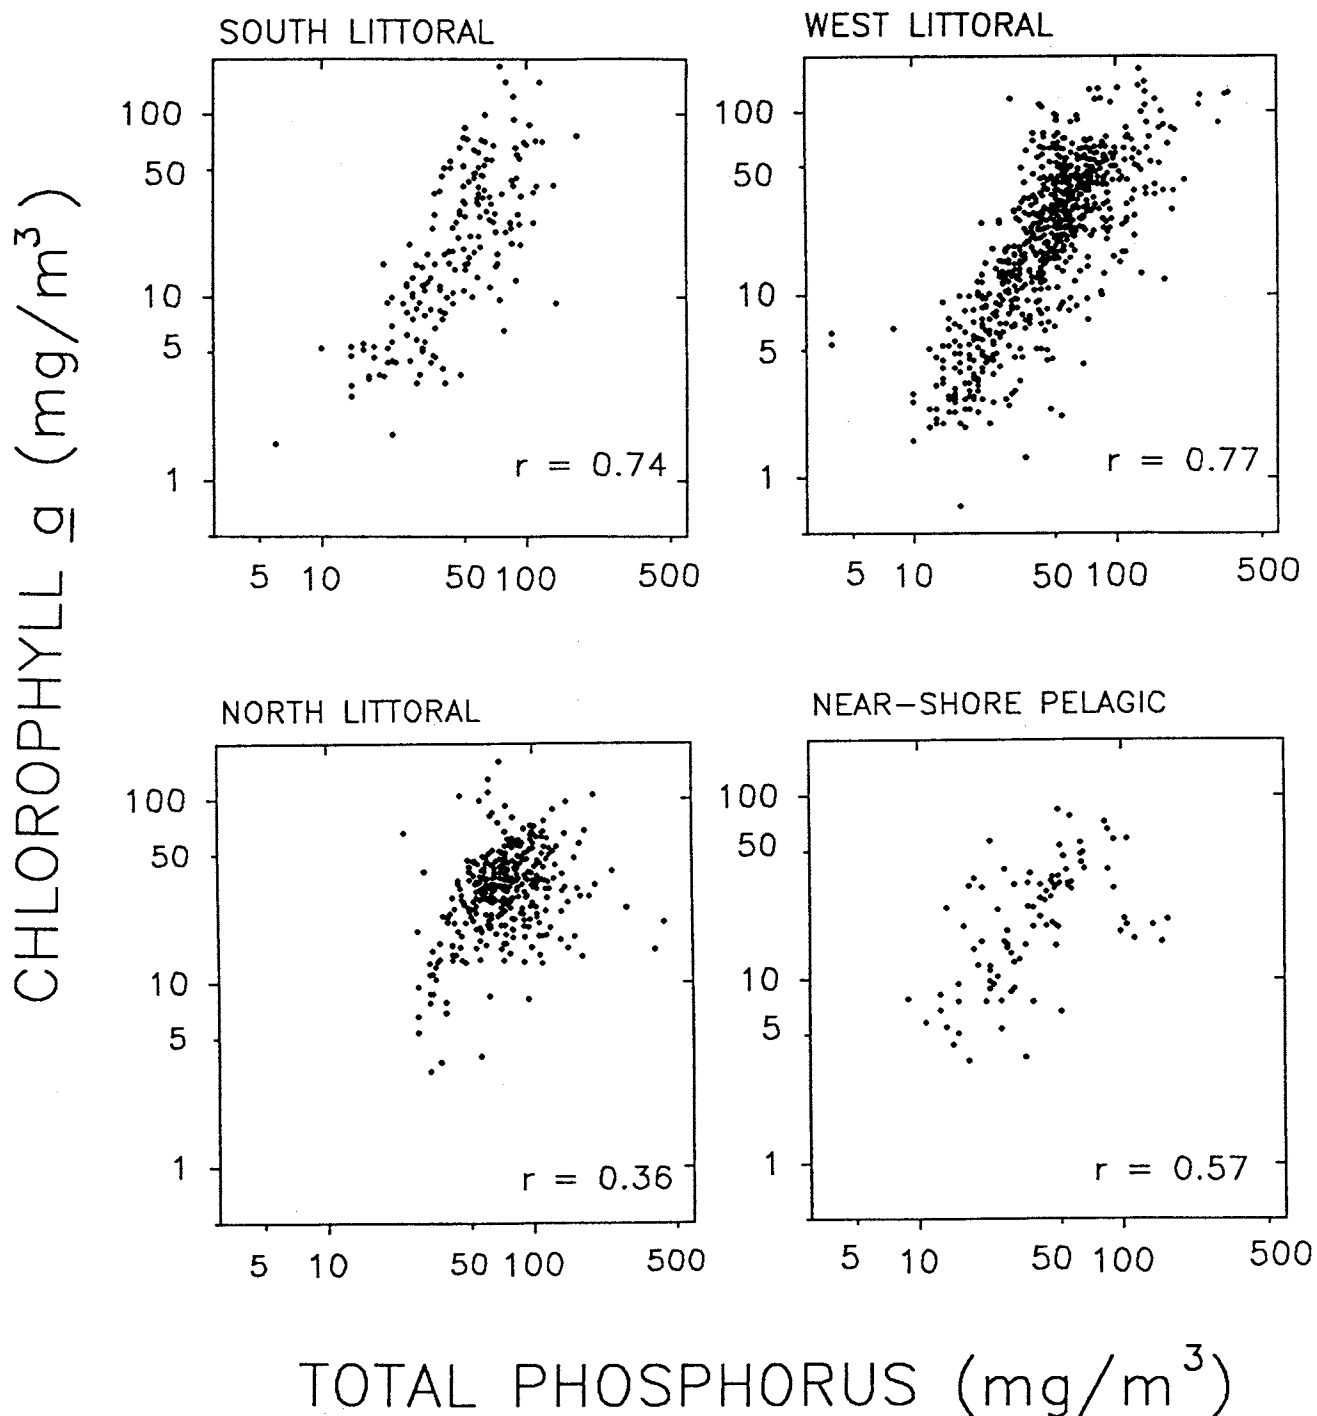 SOUTH LITTORAL
WEST LITTORAL
100
50
10
5
1
r = 0.74
5 10 50 100 500
100
50
10
5
1
r = 0.77
5 10 50 100 500
CHLOROPHYLL a (mg/m³)
NORTH LITTORAL
NEAR-SHORE PELAGIC
100
50
10
5
1
r = 0.36
5 10 50 100 500
100
50
10
5
1
r = 0.57
5 10 50 100 500
TOTAL PHOSPHORUS (mg/m³)